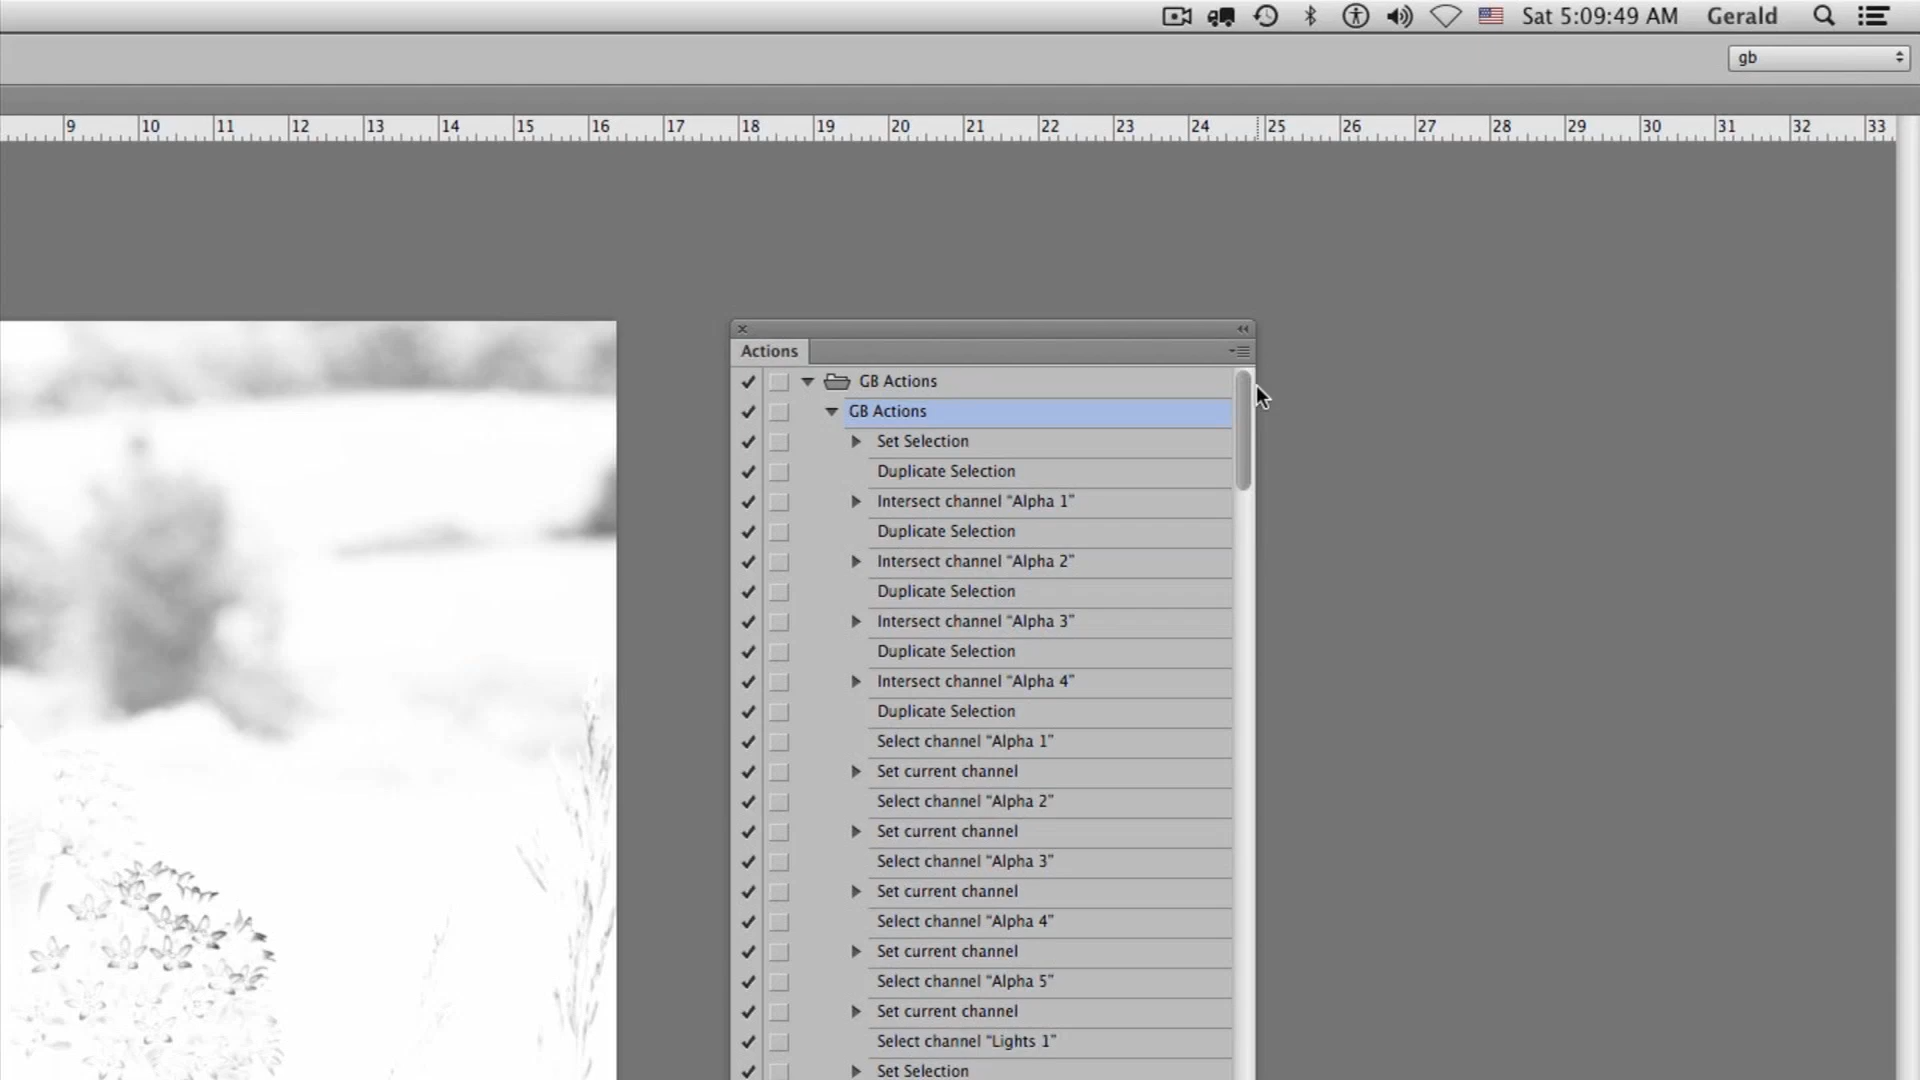 Sat 5:09:49 AM Gerald
gb
9 10 11 12 13 14 15 16 17 18 19 20 21 22 23 24 25 26 27 28 29 30 31 32 33
Actions
GB Actions
GB Actions
Set Selection
Duplicate Selection
Intersect channel “Alpha 1”
Duplicate Selection
Intersect channel “Alpha 2”
Duplicate Selection
Intersect channel “Alpha 3”
Duplicate Selection
Intersect channel “Alpha 4”
Duplicate Selection
Select channel “Alpha 1”
Set current channel
Select channel “Alpha 2”
Set current channel
Select channel “Alpha 3”
Set current channel
Select channel “Alpha 4”
Set current channel
Select channel “Alpha 5”
Set current channel
Select channel “Lights 1”
Set Selection